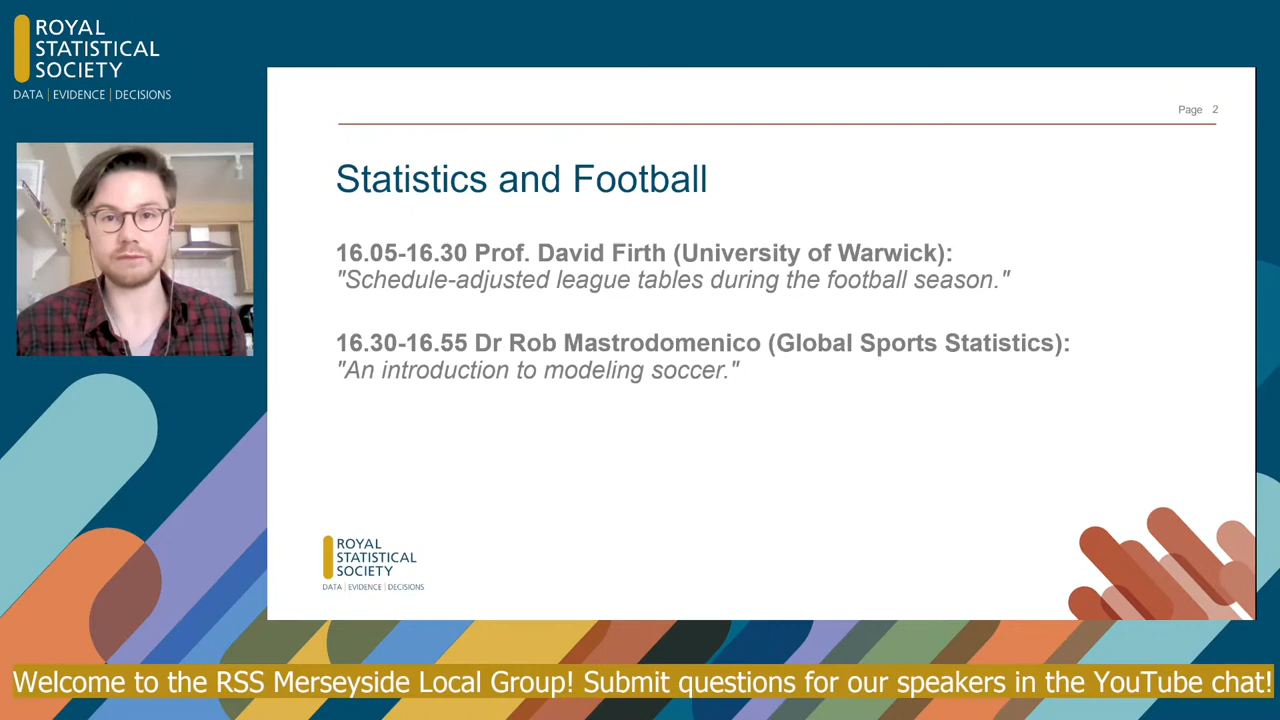 ROYAL
STATISTICAL
SOCIETY
DATA | EVIDENCE | DECISIONS
Page 2
Statistics and Football
16.05-16.30 Prof. David Firth (University of Warwick):
"Schedule-adjusted league tables during the football season."
16.30-16.55 Dr Rob Mastrodomenico (Global Sports Statistics):
"An introduction to modeling soccer."
ROYAL
STATISTICAL
SOCIETY
DATA | EVIDENCE | DECISIONS
Welcome to the RSS Merseyside Local Group! Submit questions for our speakers in the YouTube chat!